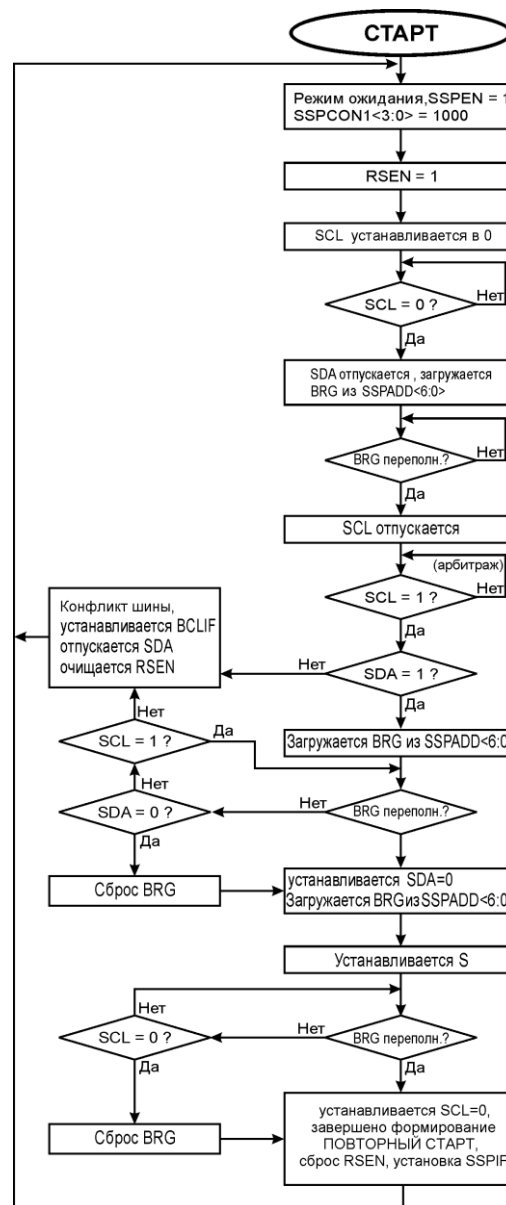 СТАРТ
Режим ожидания,SSPEN = 1
SSPCON1<3:0> = 1000
RSEN = 1
SCL устанавливается в 0
SCL = 0 ?
Нет
Да
SDA отпускается , загружается
BRG из SSPADD<6:0>
BRG переполн.?
Нет
Да
SCL отпускается
(арбитраж)
SCL = 1 ?
Нет
Да
Конфликт шины,
устанавливается BCLIF
отпускается SDA
очищается RSEN
Нет
SDA = 1 ?
Да
Нет
SCL = 1 ?
Да
Загружается BRG из SSPADD<6:0
Нет
SDA = 0 ?
Нет
BRG переполн.?
Да
Сброс BRG
устанавливается SDA=0
Загружается BRG из SSPADD<6:0
Устанавливается S
Нет
SCL = 0 ?
Нет
BRG переполн.?
Да
Да
Сброс BRG
устанавливается SCL=0,
завершено формирование
ПОВТОРНЫЙ СТАРТ,
сброс RSEN, установка SSPIF